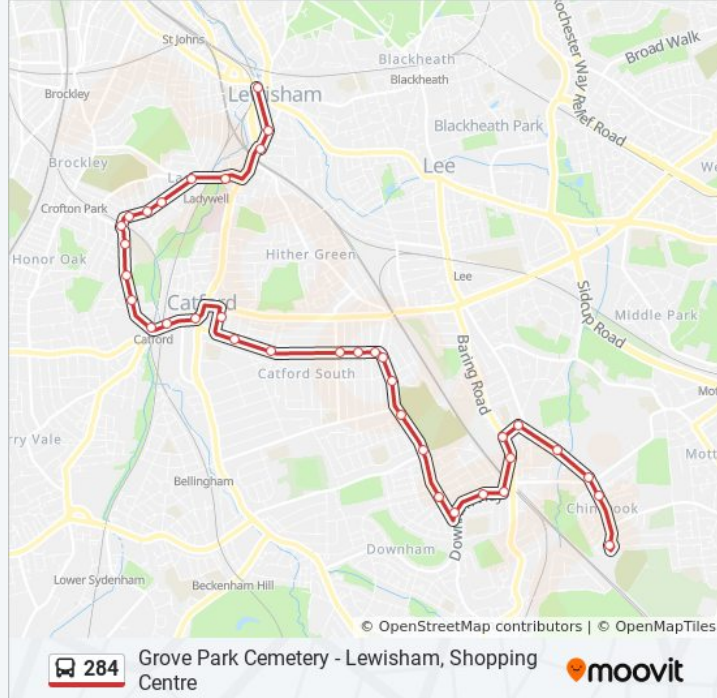 St Johns
Blackheath
Broad Walk
Rochester Way Relief Road
Lewisham
Blackheath
Brockley
Blackheath Park
Lee
Brockley
Ladywell
Crofton Park
Honor Oak
Hither Green
Lee
Catford
Sidcup Road
Middle Park
Catford
Baring Road
Catford South
rry Vale
Mott
Bellingham
Chinbrook
Downham
Lower Sydenham
Beckenham Hill
© OpenStreetMap contributors | © OpenMapTiles
284
Grove Park Cemetery - Lewisham, Shopping
Centre
moovit